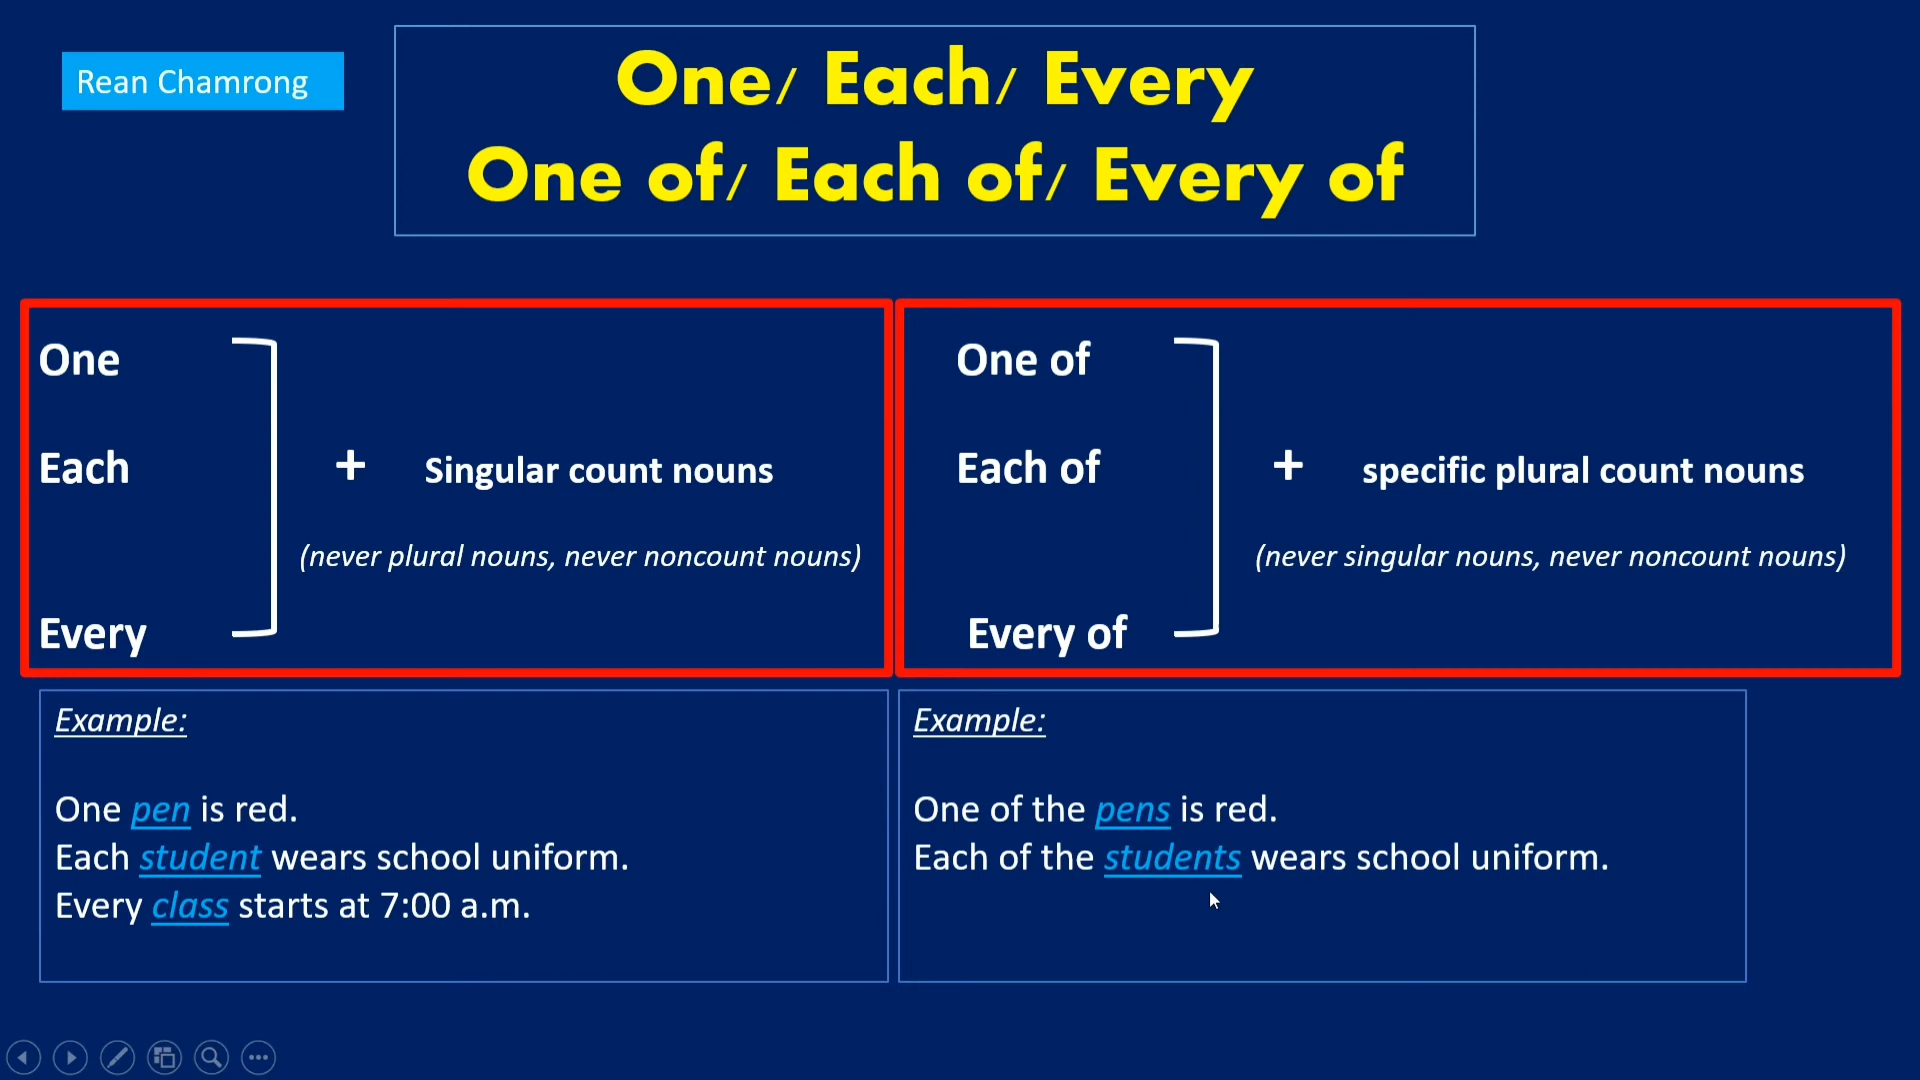 Rean Chamrong
One/ Each/ Every
One of/ Each of/ Every of
One
Each
+ Singular count nouns
(never plural nouns, never noncount nouns)
Every
One of
Each of
+ specific plural count nouns
(never singular nouns, never noncount nouns)
Every of
Example:
One pen is red.
Each student wears school uniform.
Every class starts at 7:00 a.m.
Example:
One of the pens is red.
Each of the students wears school uniform.